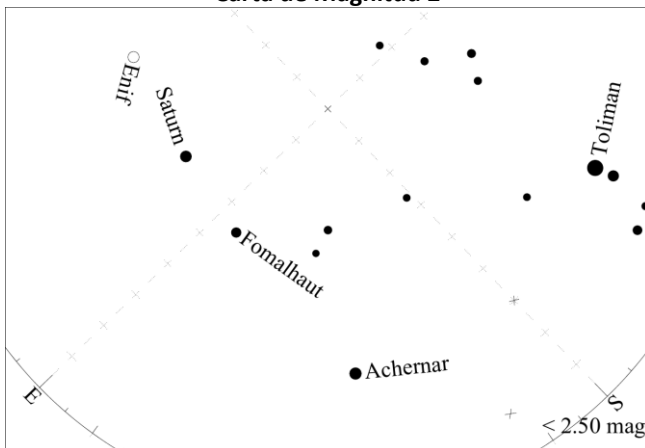 Carta de magnitud 2
Enif
Saturn
Toliman
Fomalhaut
Achernar
E
S
< 2.50 mag